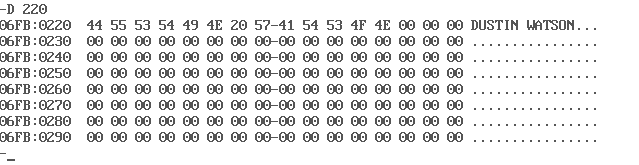 -D 220
06FB:0220  44 55 53 54 49 4E 20 57-41 54 53 4F 4E 00 00 00 DUSTIN WATSON...
06FB:0230  00 00 00 00 00 00 00 00-00 00 00 00 00 00 00 00 ................
06FB:0240  00 00 00 00 00 00 00 00-00 00 00 00 00 00 00 00 ................
06FB:0250  00 00 00 00 00 00 00 00-00 00 00 00 00 00 00 00 ................
06FB:0260  00 00 00 00 00 00 00 00-00 00 00 00 00 00 00 00 ................
06FB:0270  00 00 00 00 00 00 00 00-00 00 00 00 00 00 00 00 ................
06FB:0280  00 00 00 00 00 00 00 00-00 00 00 00 00 00 00 00 ................
06FB:0290  00 00 00 00 00 00 00 00-00 00 00 00 00 00 00 00 ................
-_